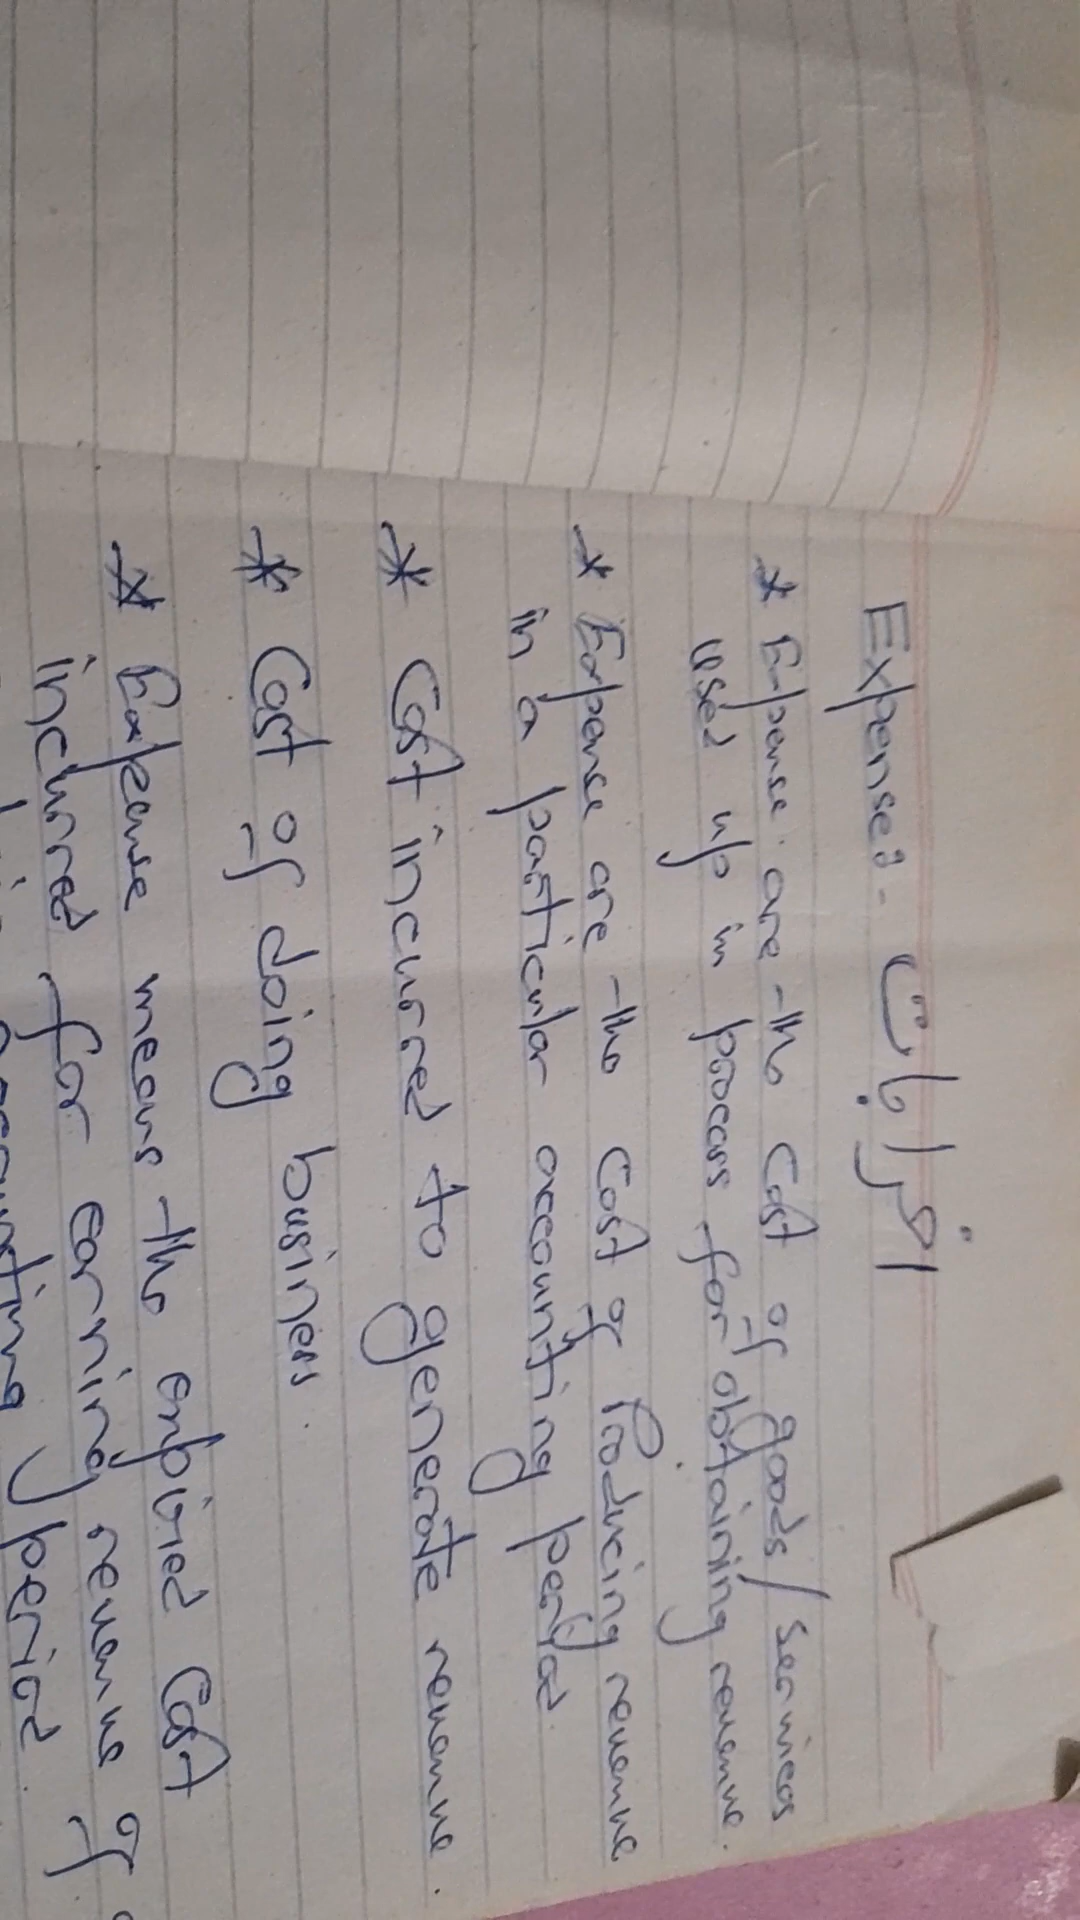 Expense:- اخراجات
* Expense are the Cost of goods/services
used up in process for obtaining revenue.
* Expense are the Cost of Producing revenue
in a particular accounting period.
* Cost incurred to generate revenue.
* Cost of doing business.
* Expense means the expired Cost
incurred for earning revenue of
accounting period.